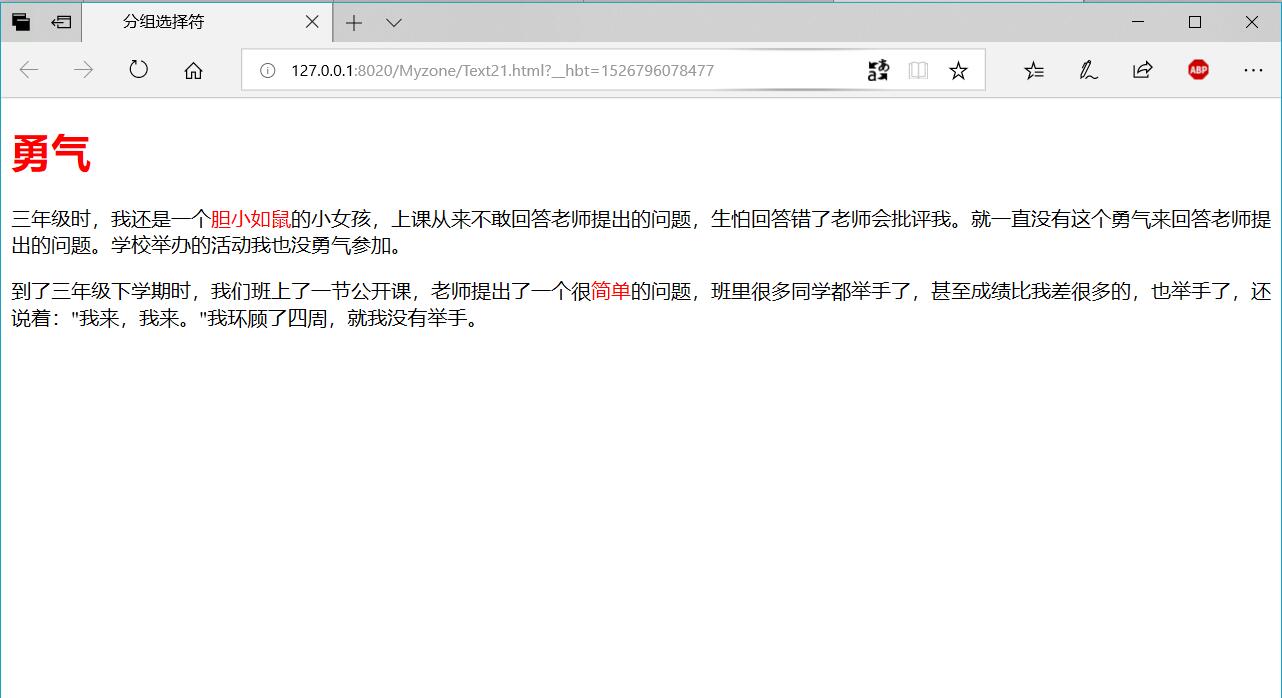 分组选择符
127.0.0.1:8020/Myzone/Text21.html?__hbt=1526796078477
ABP
勇气
三年级时，我还是一个胆小如鼠的小女孩，上课从来不敢回答老师提出的问题，生怕回答错了老师会批评我。就一直没有这个勇气来回答老师提
出的问题。学校举办的活动我也没勇气参加。
到了三年级下学期时，我们班上了一节公开课，老师提出了一个很简单的问题，班里很多同学都举手了，甚至成绩比我差很多的，也举手了，还
说着："我来，我来。"我环顾了四周，就我没有举手。